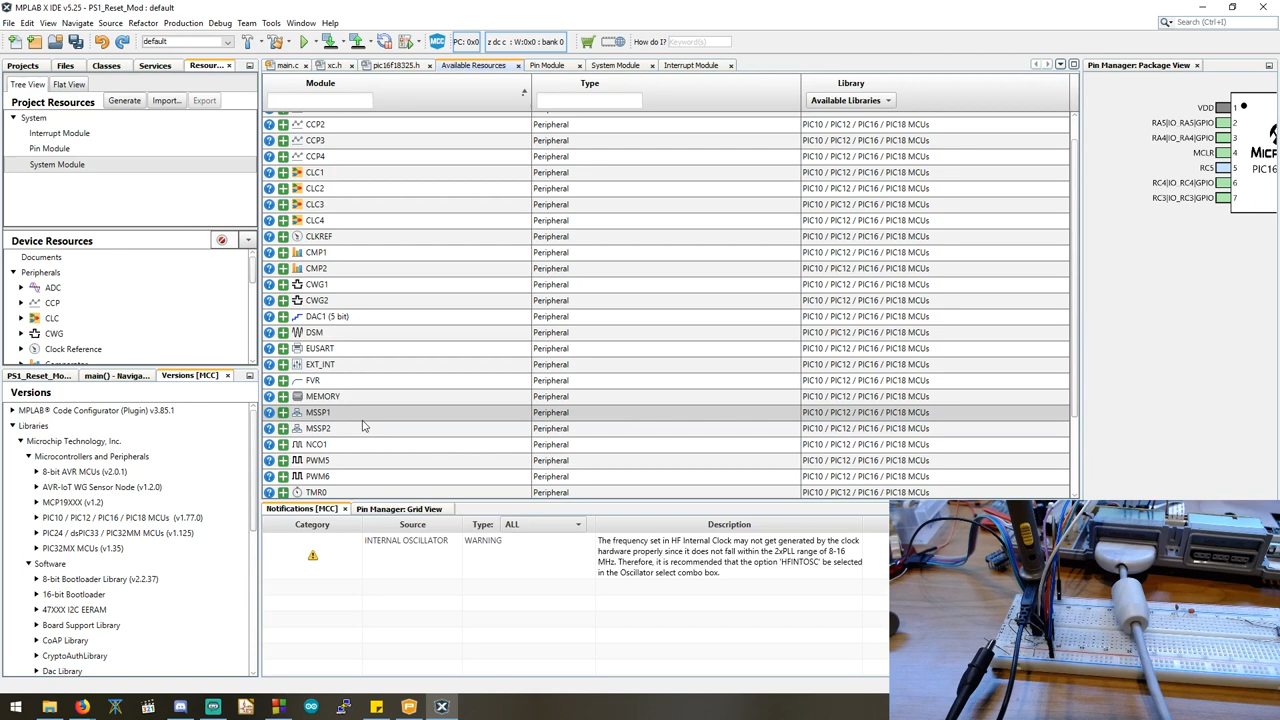 MPLAB X IDE v5.25 - PS1_Reset_Mod : default
File Edit View Navigate Source Refactor Production Debug Team Tools Window Help
Search (Ctrl+I)
default
PC: 0x0
z dc c : W:0x0 : bank 0
How do I? Keyword(s)
Projects Files Classes Services Resour...
main.c xc.h pic16f18325.h Available Resources Pin Module System Module Interrupt Module
Pin Manager: Package View
Tree View Flat View
Project Resources Generate Import... Export
System
Interrupt Module
Pin Module
System Module
Device Resources
Documents
Peripherals
ADC
CCP
CLC
CWG
Clock Reference
PS1_Reset_Mo... main() - Naviga... Versions [MCC]
Versions
MPLAB® Code Configurator (Plugin) v3.85.1
Libraries
Microchip Technology, Inc.
Microcontrollers and Peripherals
8-bit AVR MCUs (v2.0.1)
AVR-IoT WG Sensor Node (v1.2.0)
MCP19XXX (v1.2)
PIC10 / PIC12 / PIC16 / PIC18 MCUs (v1.77.0)
PIC24 / dsPIC33 / PIC32MM MCUs (v1.125)
PIC32MX MCUs (v1.35)
Software
8-bit Bootloader Library (v2.2.37)
16-bit Bootloader
47XXX I2C EERAM
Board Support Library
CoAP Library
CryptoAuthLibrary
Dac Library
Module Type Library
Available Libraries
CCP2 Peripheral PIC10 / PIC12 / PIC16 / PIC18 MCUs
CCP3 Peripheral PIC10 / PIC12 / PIC16 / PIC18 MCUs
CCP4 Peripheral PIC10 / PIC12 / PIC16 / PIC18 MCUs
CLC1 Peripheral PIC10 / PIC12 / PIC16 / PIC18 MCUs
CLC2 Peripheral PIC10 / PIC12 / PIC16 / PIC18 MCUs
CLC3 Peripheral PIC10 / PIC12 / PIC16 / PIC18 MCUs
CLC4 Peripheral PIC10 / PIC12 / PIC16 / PIC18 MCUs
CLKREF Peripheral PIC10 / PIC12 / PIC16 / PIC18 MCUs
CMP1 Peripheral PIC10 / PIC12 / PIC16 / PIC18 MCUs
CMP2 Peripheral PIC10 / PIC12 / PIC16 / PIC18 MCUs
CWG1 Peripheral PIC10 / PIC12 / PIC16 / PIC18 MCUs
CWG2 Peripheral PIC10 / PIC12 / PIC16 / PIC18 MCUs
DAC1 (5 bit) Peripheral PIC10 / PIC12 / PIC16 / PIC18 MCUs
DSM Peripheral PIC10 / PIC12 / PIC16 / PIC18 MCUs
EUSART Peripheral PIC10 / PIC12 / PIC16 / PIC18 MCUs
EXT_INT Peripheral PIC10 / PIC12 / PIC16 / PIC18 MCUs
FVR Peripheral PIC10 / PIC12 / PIC16 / PIC18 MCUs
MEMORY Peripheral PIC10 / PIC12 / PIC16 / PIC18 MCUs
MSSP1 Peripheral PIC10 / PIC12 / PIC16 / PIC18 MCUs
MSSP2 Peripheral PIC10 / PIC12 / PIC16 / PIC18 MCUs
NCO1 Peripheral PIC10 / PIC12 / PIC16 / PIC18 MCUs
PWM5 Peripheral PIC10 / PIC12 / PIC16 / PIC18 MCUs
PWM6 Peripheral PIC10 / PIC12 / PIC16 / PIC18 MCUs
TMR0 Peripheral PIC10 / PIC12 / PIC16 / PIC18 MCUs
Notifications [MCC] Pin Manager: Grid View
Category Source Type: ALL Description
INTERNAL OSCILLATOR WARNING
The frequency set in HF Internal Clock may not get generated by the clock
hardware properly since it does not fall within the 2xPLL range of 8-16
MHz. Therefore, it is recommended that the option 'HFINTOSC' be selected
in the Oscillator select combo box.
VDD 1
RA5|IO_RA5|GPIO 2
RA4|IO_RA4|GPIO 3
MCLR 4
RC5 5
RC4|IO_RC4|GPIO 6
RC3|IO_RC3|GPIO 7
PIC16